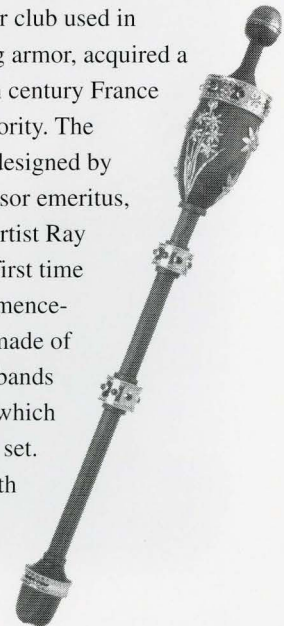 r club used in
g armor, acquired a
century France
ority. The
designed by
sor emeritus,
rtist Ray
first time
mence-
made of
bands
which
set.
th